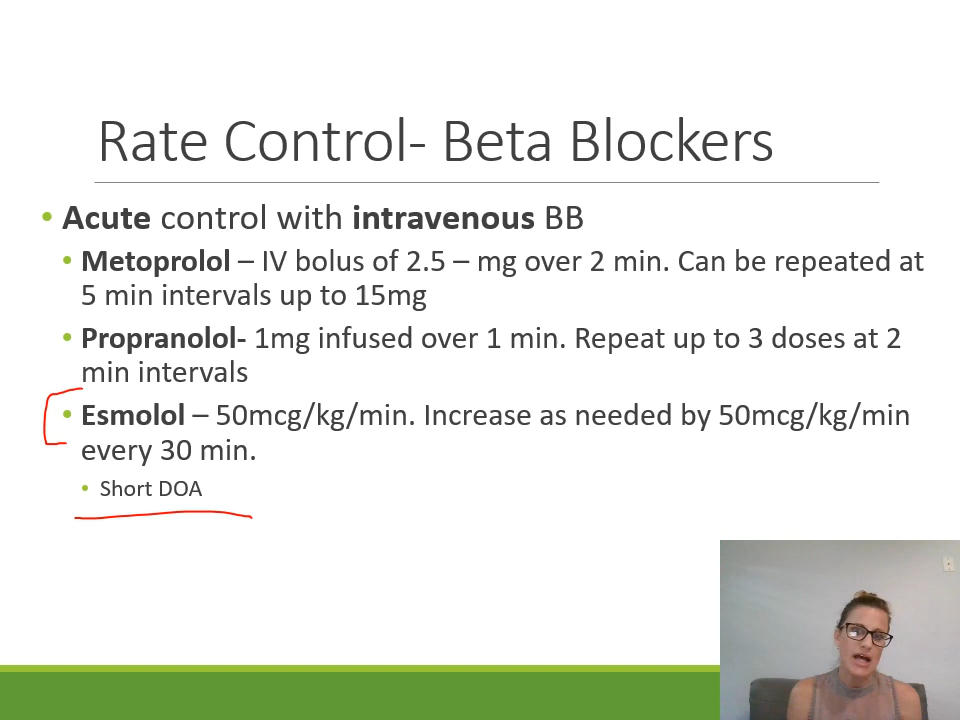 Rate Control- Beta Blockers
• Acute control with intravenous BB
• Metoprolol – IV bolus of 2.5 – mg over 2 min. Can be repeated at
5 min intervals up to 15mg
• Propranolol- 1mg infused over 1 min. Repeat up to 3 doses at 2
min intervals
• Esmolol – 50mcg/kg/min. Increase as needed by 50mcg/kg/min
every 30 min.
• Short DOA